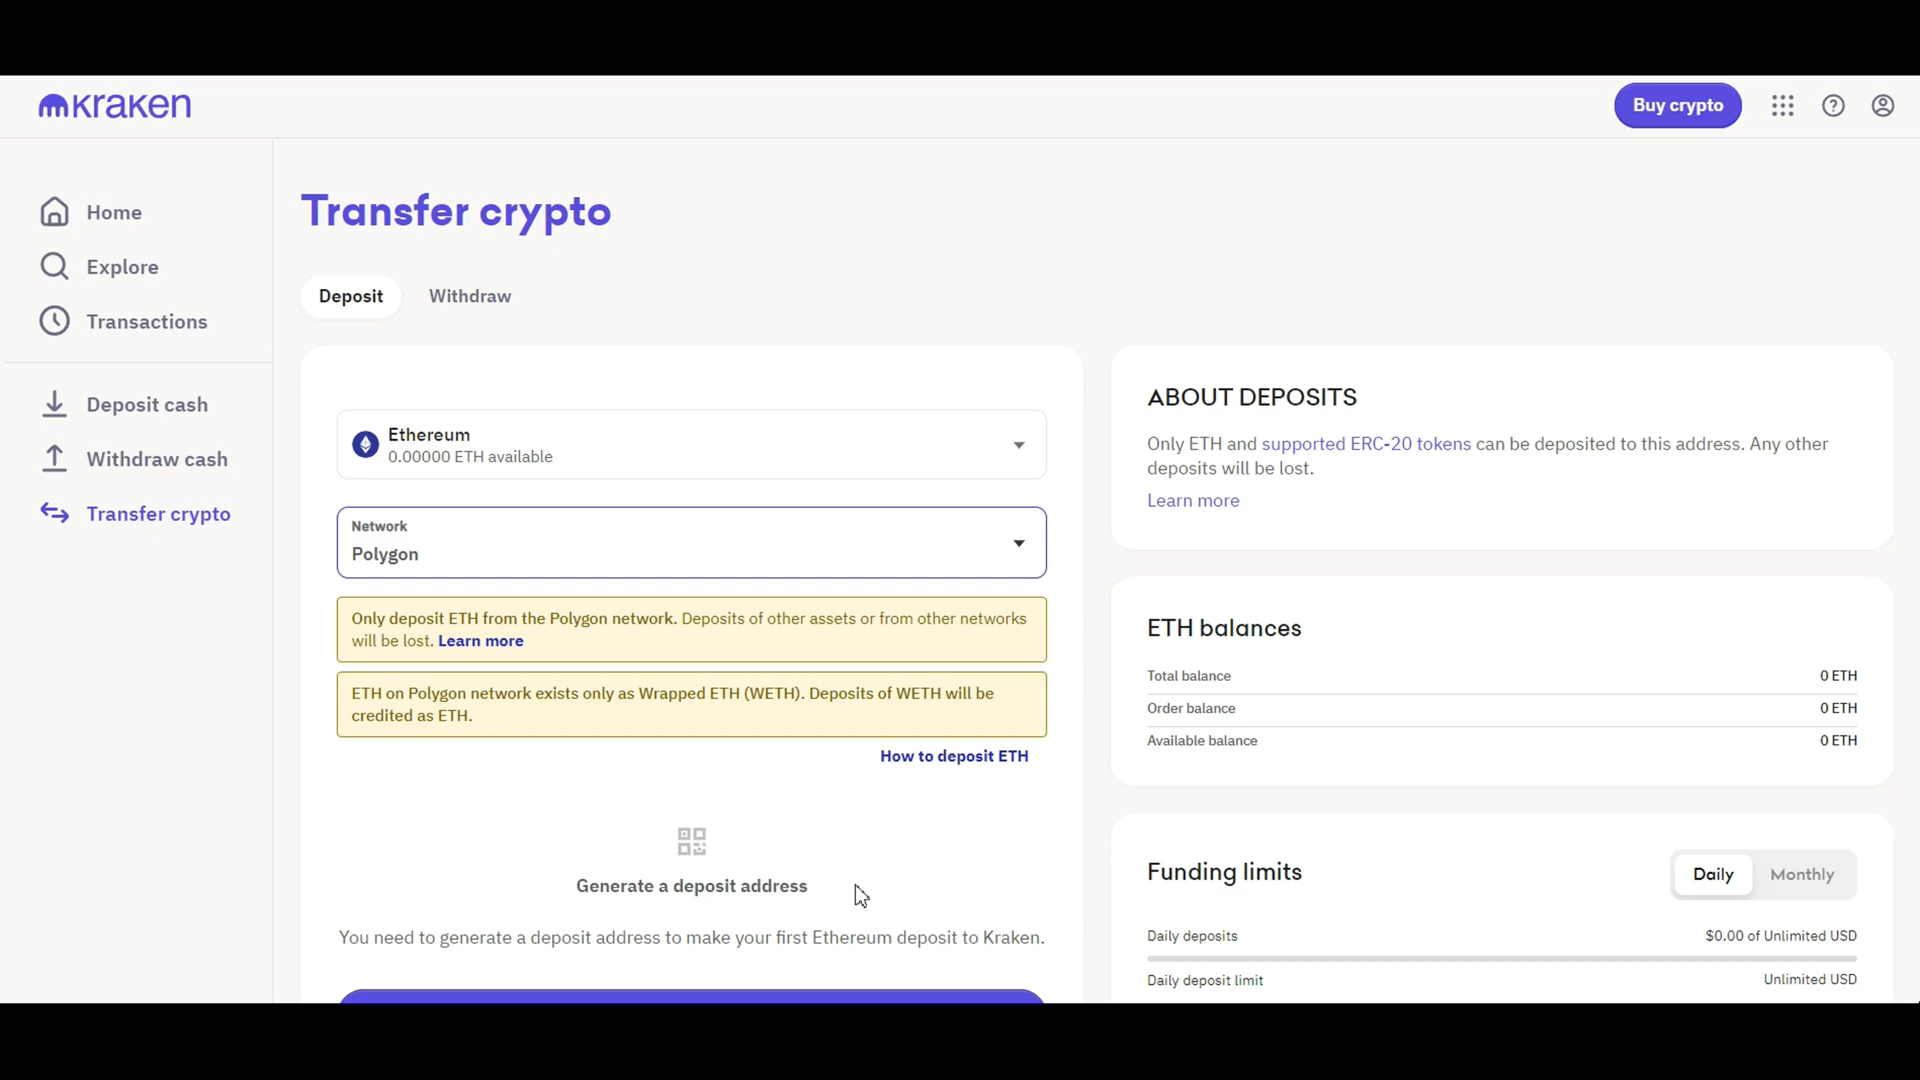 kraken
Buy crypto
Home
Explore
Transactions
Deposit cash
Withdraw cash
Transfer crypto
Transfer crypto
Deposit
Withdraw
Ethereum
0.00000 ETH available
Network
Polygon
Only deposit ETH from the Polygon network. Deposits of other assets or from other networks
will be lost. Learn more
ETH on Polygon network exists only as Wrapped ETH (WETH). Deposits of WETH will be
credited as ETH.
How to deposit ETH
Generate a deposit address
You need to generate a deposit address to make your first Ethereum deposit to Kraken.
ABOUT DEPOSITS
Only ETH and supported ERC-20 tokens can be deposited to this address. Any other
deposits will be lost.
Learn more
ETH balances
Total balance 0 ETH
Order balance 0 ETH
Available balance 0 ETH
Funding limits Daily Monthly
Daily deposits $0.00 of Unlimited USD
Daily deposit limit Unlimited USD